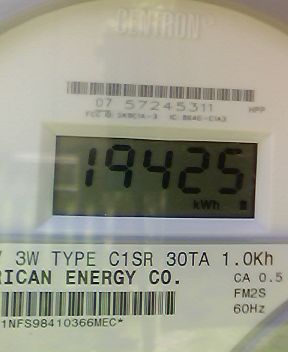 CENTRON
07 57245311 HPP
19425
kWh
3W TYPE C1SR 30TA 1.0Kh
RICAN ENERGY CO.
CA 0.5
FM2S
60Hz
1NFS98410366MEC*